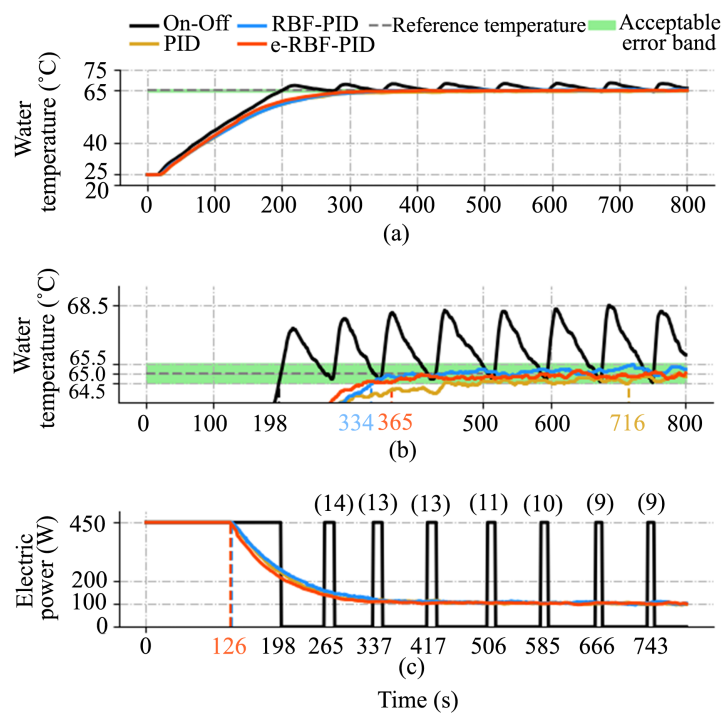 On-Off RBF-PID Reference temperature Acceptable
PID e-RBF-PID error band
Water
temperature (°C)
75
65
40
25
20
0 100 200 300 400 500 600 700 800
(a)
Water
temperature (°C)
68.5
65.5
65.0
64.5
0 100 198 334 365 500 600 716 800
(b)
Electric
power (W)
(14) (13) (13) (11) (10) (9) (9)
450
200
100
0
0 126 198 265 337 417 506 585 666 743
(c)
Time (s)